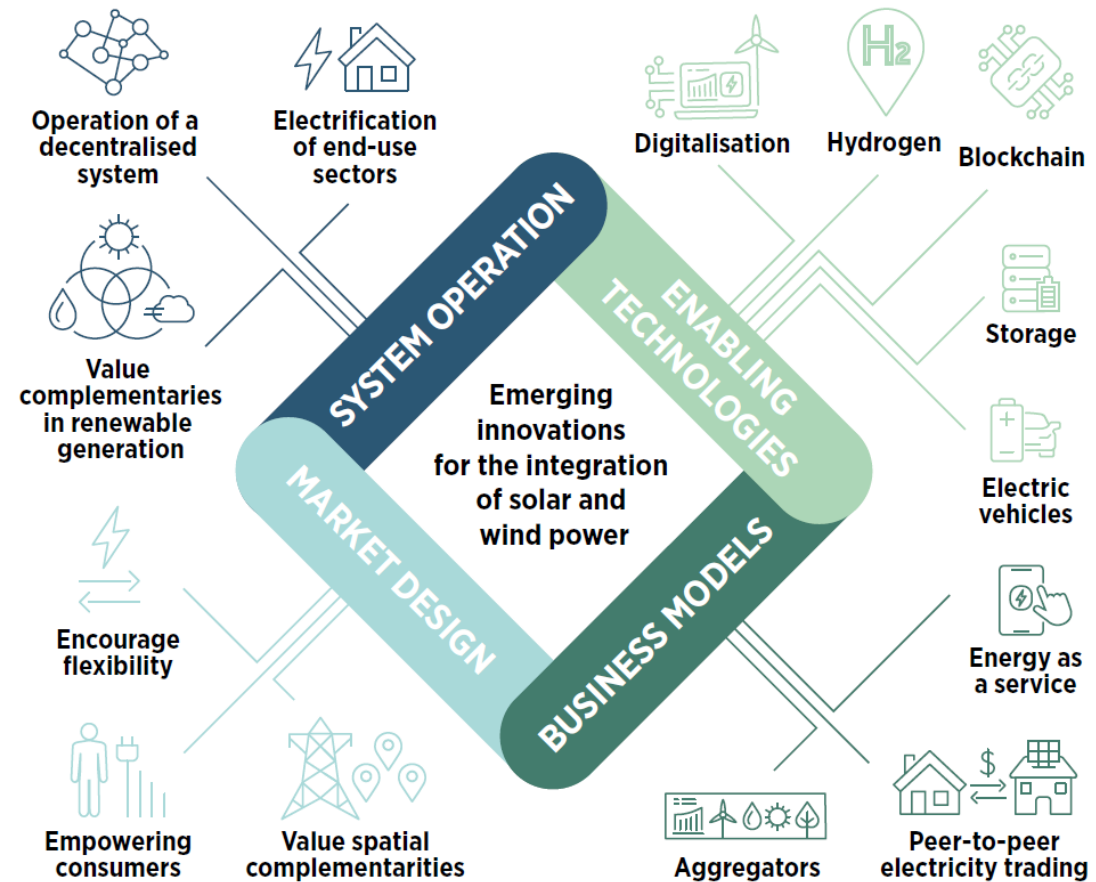 Operation of a
decentralised
system
Electrification
of end-use
sectors
Digitalisation
H2
Hydrogen
Blockchain
Value
complementaries
in renewable
generation
SYSTEM OPERATION
ENABLING
TECHNOLOGIES
Storage
Emerging
innovations
for the integration
of solar and
wind power
Electric
vehicles
MARKET DESIGN
BUSINESS MODELS
Encourage
flexibility
Energy as
a service
Empowering
consumers
Value spatial
complementarities
Aggregators
$
Peer-to-peer
electricity trading